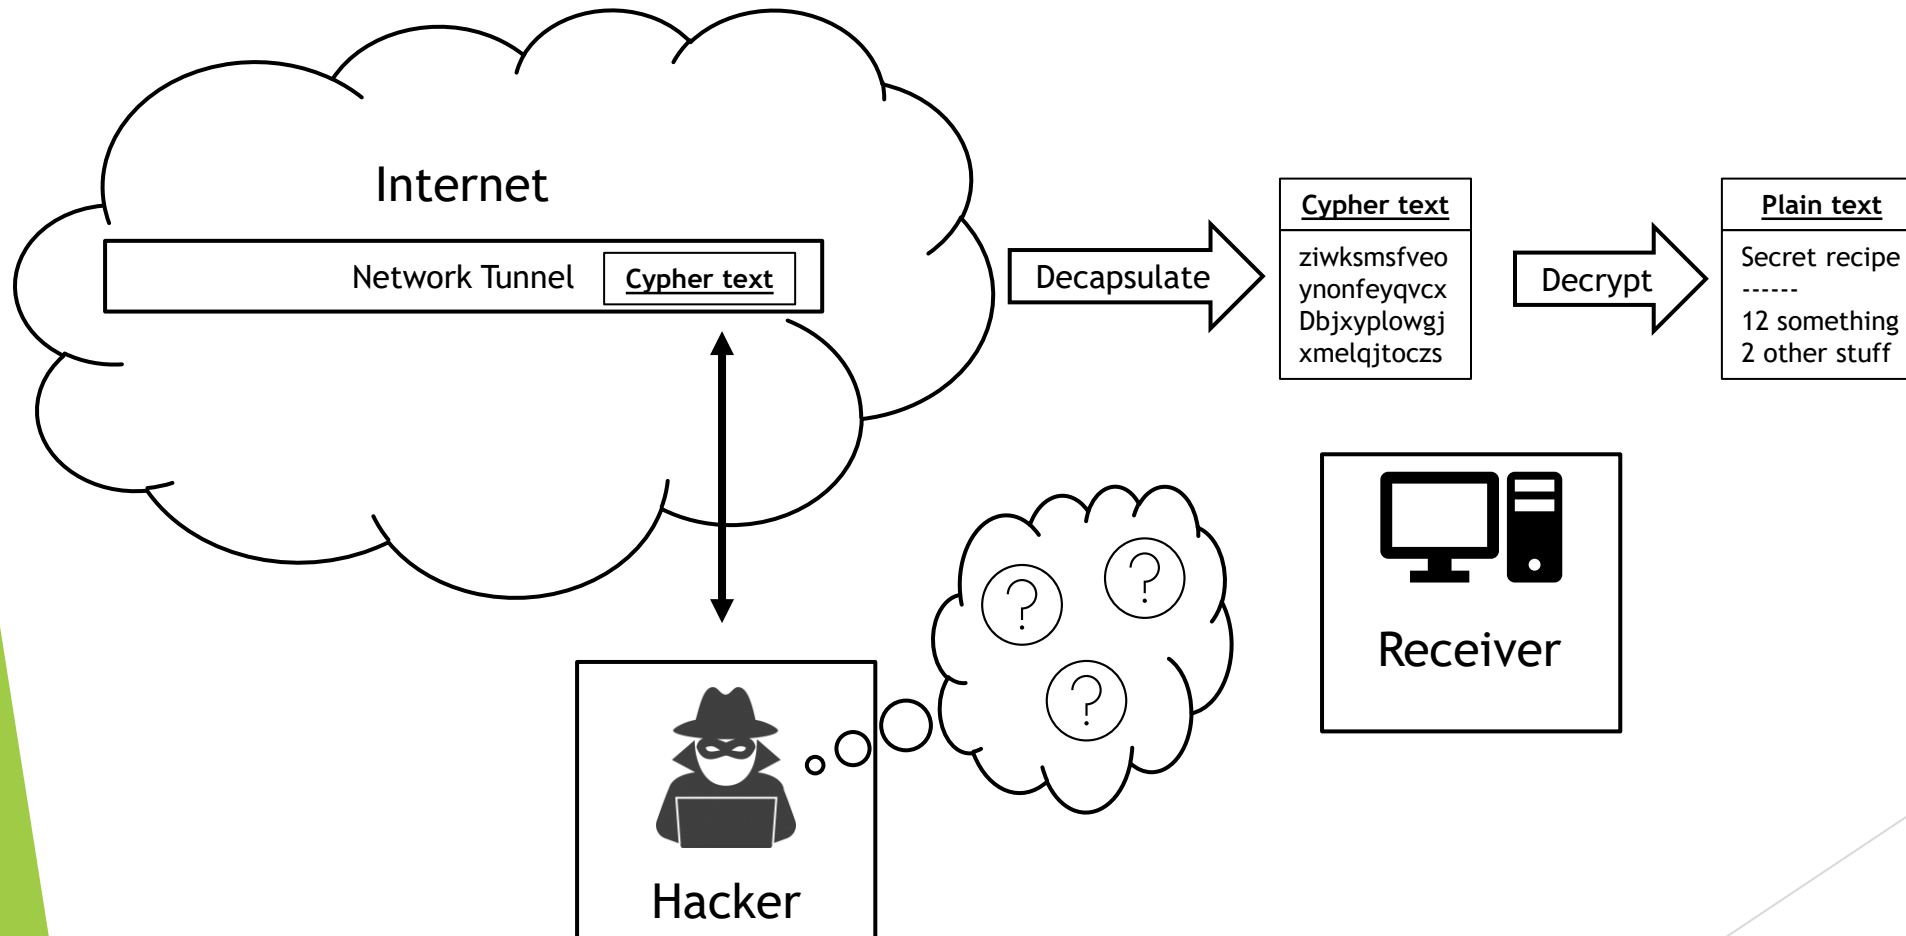 Internet
Network Tunnel
Cypher text
Decapsulate
Cypher text
ziwksmsfveo
ynonfeyqvcx
Dbjxyplowgj
xmelqjtoczs
Decrypt
Plain text
Secret recipe
------
12 something
2 other stuff
?
?
?
Receiver
Hacker